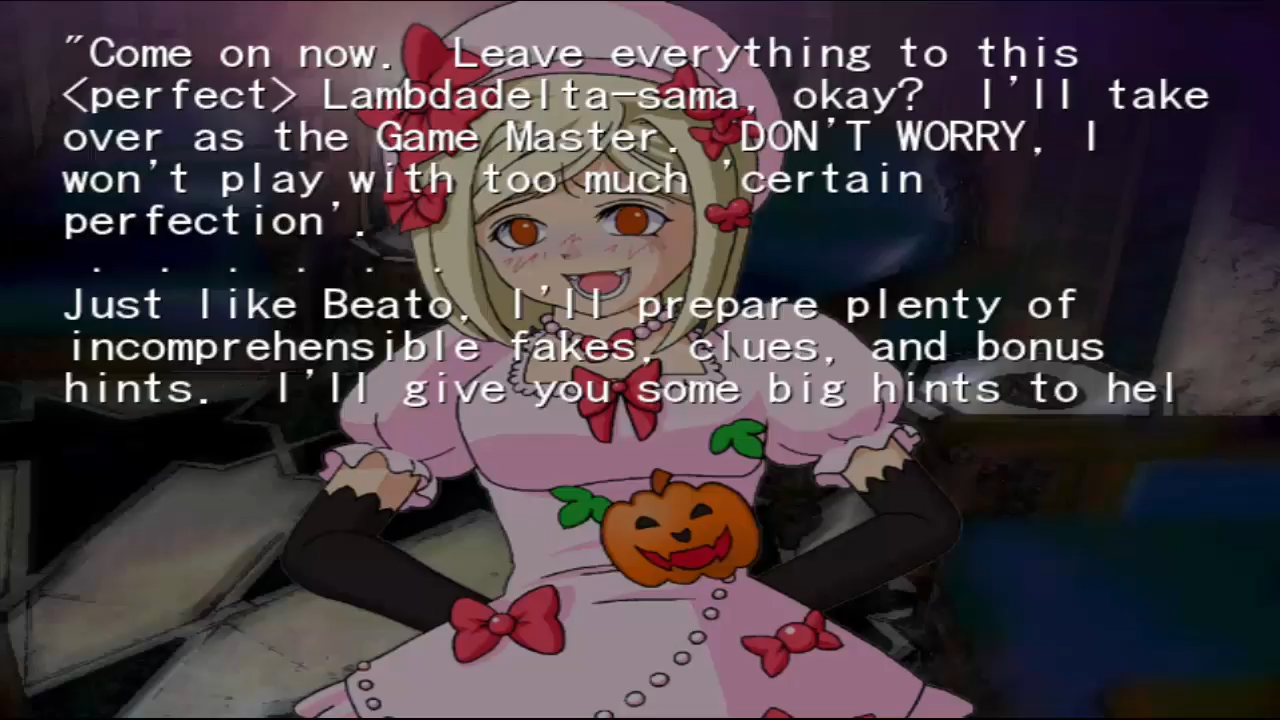 "Come on now.  Leave everything to this
<perfect> Lambdadelta-sama, okay?  I'll take
over as the Game Master.  DON'T WORRY, I
won't play with too much 'certain
perfection'.
. . . . . .
Just like Beato, I'll prepare plenty of
incomprehensible fakes, clues, and bonus
hints.  I'll give you some big hints to hel